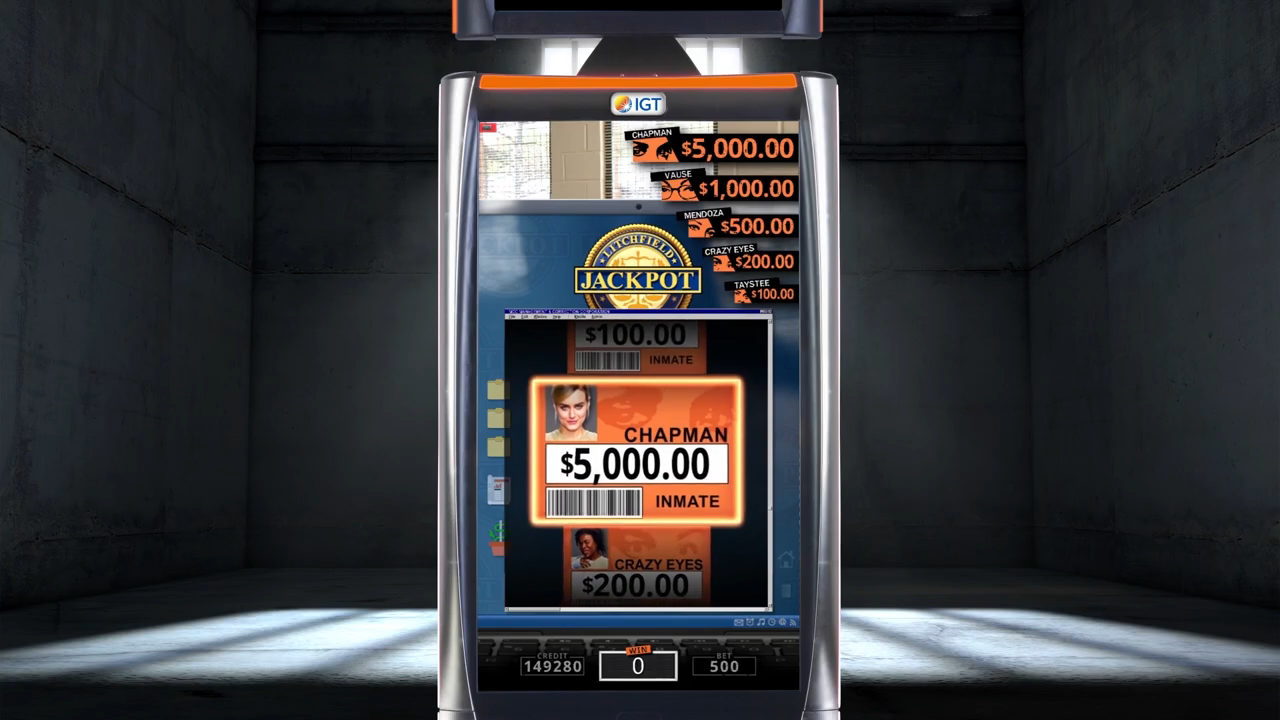 IGT
CHAPMAN
$5,000.00
VAUSE
$1,000.00
MENDOZA
$500.00
CRAZY EYES
$200.00
TAYSTEE
$100.00
LITCHFIELD
JACKPOT
$100.00
INMATE
CHAPMAN
$5,000.00
INMATE
CRAZY EYES
$200.00
CREDIT
149280
WIN
0
BET
500